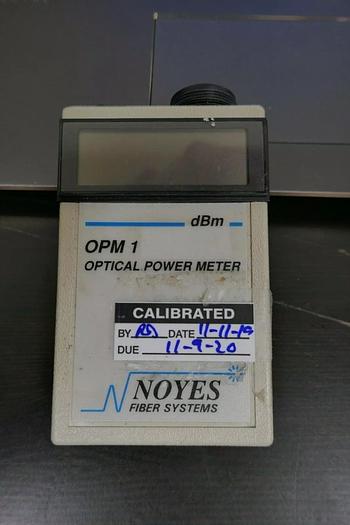 dBm
OPM 1
OPTICAL POWER METER
CALIBRATED
BY RD DATE 11-11-19
DUE 11-9-20
NOYES
FIBER SYSTEMS